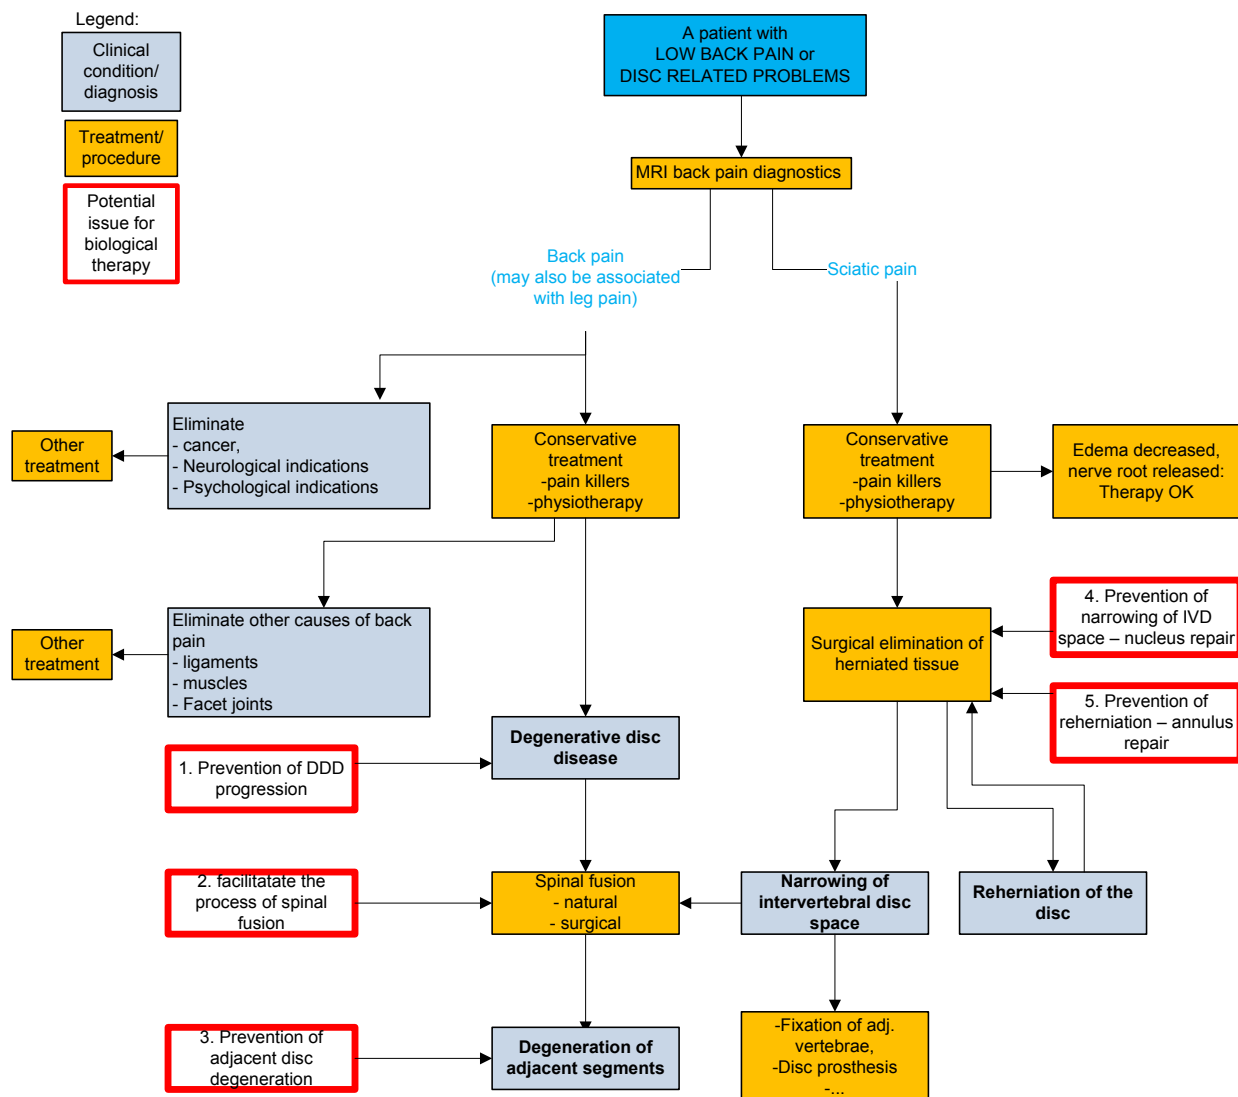 Legend:
Clinical
condition/
diagnosis
Treatment/
procedure
Potential
issue for
biological
therapy
A patient with
LOW BACK PAIN or
DISC RELATED PROBLEMS
MRI back pain diagnostics
Back pain
(may also be associated
with leg pain)
Sciatic pain
Other
treatment
Eliminate
- cancer,
- Neurological indications
- Psychological indications
Conservative
treatment
-pain killers
-physiotherapy
Conservative
treatment
-pain killers
-physiotherapy
Edema decreased,
nerve root released:
Therapy OK
Other
treatment
Eliminate other causes of back
pain
- ligaments
- muscles
- Facet joints
Surgical elimination of
herniated tissue
4. Prevention of
narrowing of IVD
space – nucleus repair
5. Prevention of
reherniation – annulus
repair
1. Prevention of DDD
progression
Degenerative disc
disease
2. facilitatate the
process of spinal
fusion
Spinal fusion
- natural
- surgical
Narrowing of
intervertebral disc
space
Reherniation of the
disc
3. Prevention of
adjacent disc
degeneration
Degeneration of
adjacent segments
-Fixation of adj.
vertebrae,
-Disc prosthesis
-...